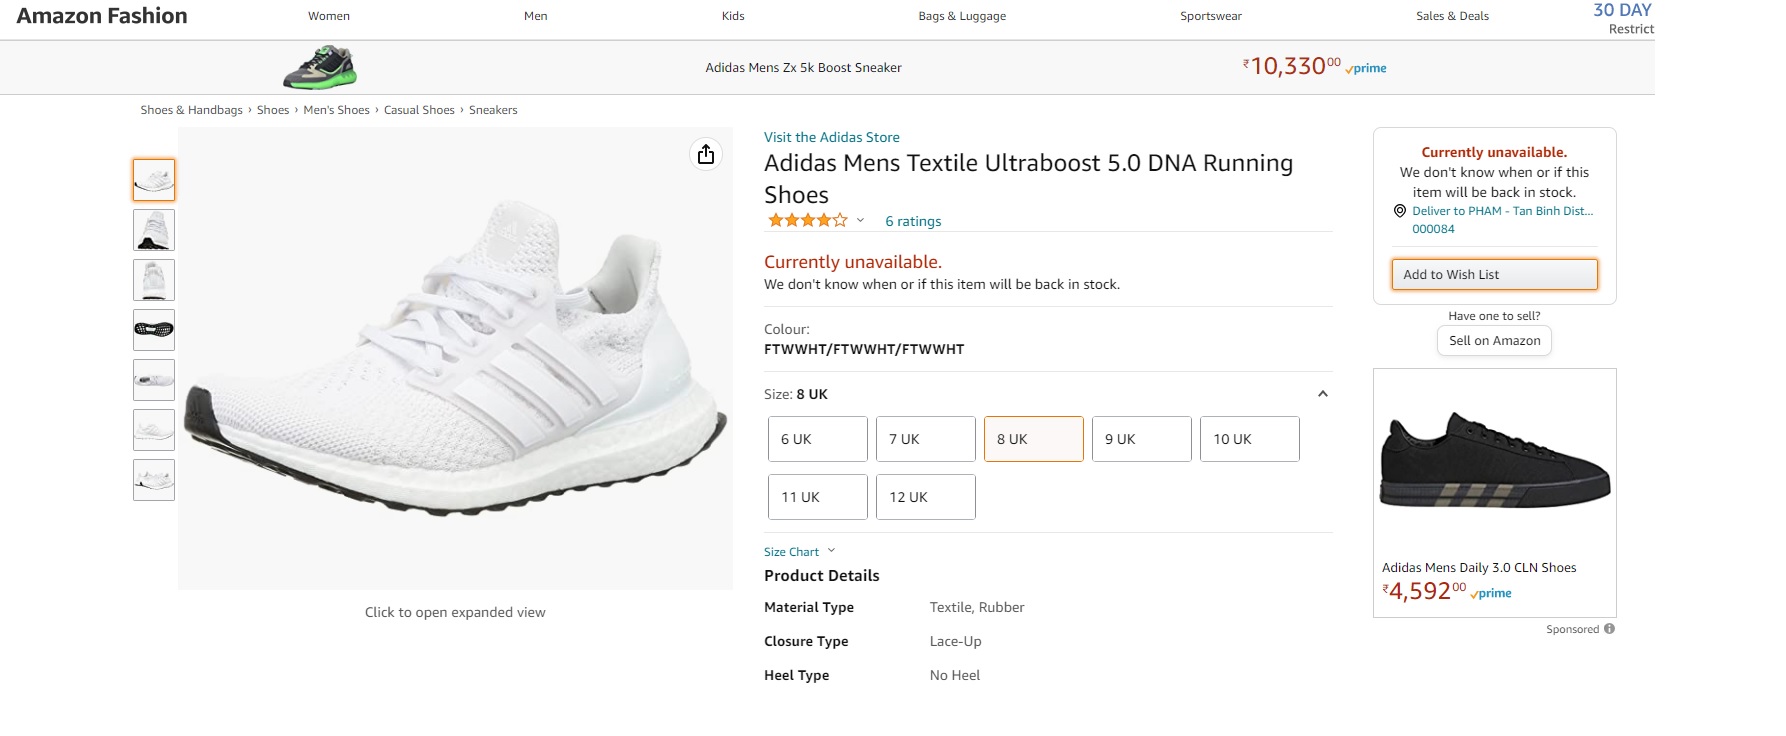 Amazon Fashion
Women
Men
Kids
Bags & Luggage
Sportswear
Sales & Deals
30 DAY
Restrict
Adidas Mens Zx 5k Boost Sneaker
₹10,330⁰⁰ prime
Shoes & Handbags › Shoes › Men's Shoes › Casual Shoes › Sneakers
Click to open expanded view
Visit the Adidas Store
Adidas Mens Textile Ultraboost 5.0 DNA Running
Shoes
6 ratings
Currently unavailable.
We don't know when or if this item will be back in stock.
Colour:
FTWWHT/FTWWHT/FTWWHT
Size: 8 UK
6 UK
7 UK
8 UK
9 UK
10 UK
11 UK
12 UK
Size Chart
Product Details
Material Type Textile, Rubber
Closure Type Lace-Up
Heel Type No Heel
Currently unavailable.
We don't know when or if this
item will be back in stock.
Deliver to PHAM - Tan Binh Dist...
000084
Add to Wish List
Have one to sell?
Sell on Amazon
Adidas Mens Daily 3.0 CLN Shoes
₹4,592⁰⁰ prime
Sponsored